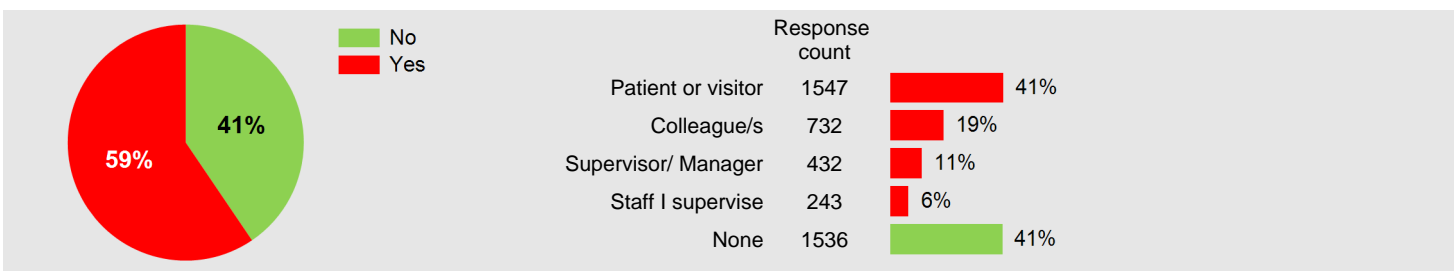 No
Yes
41%
59%
Response
count
Patient or visitor 1547 41%
Colleague/s 732 19%
Supervisor/ Manager 432 11%
Staff I supervise 243 6%
None 1536 41%